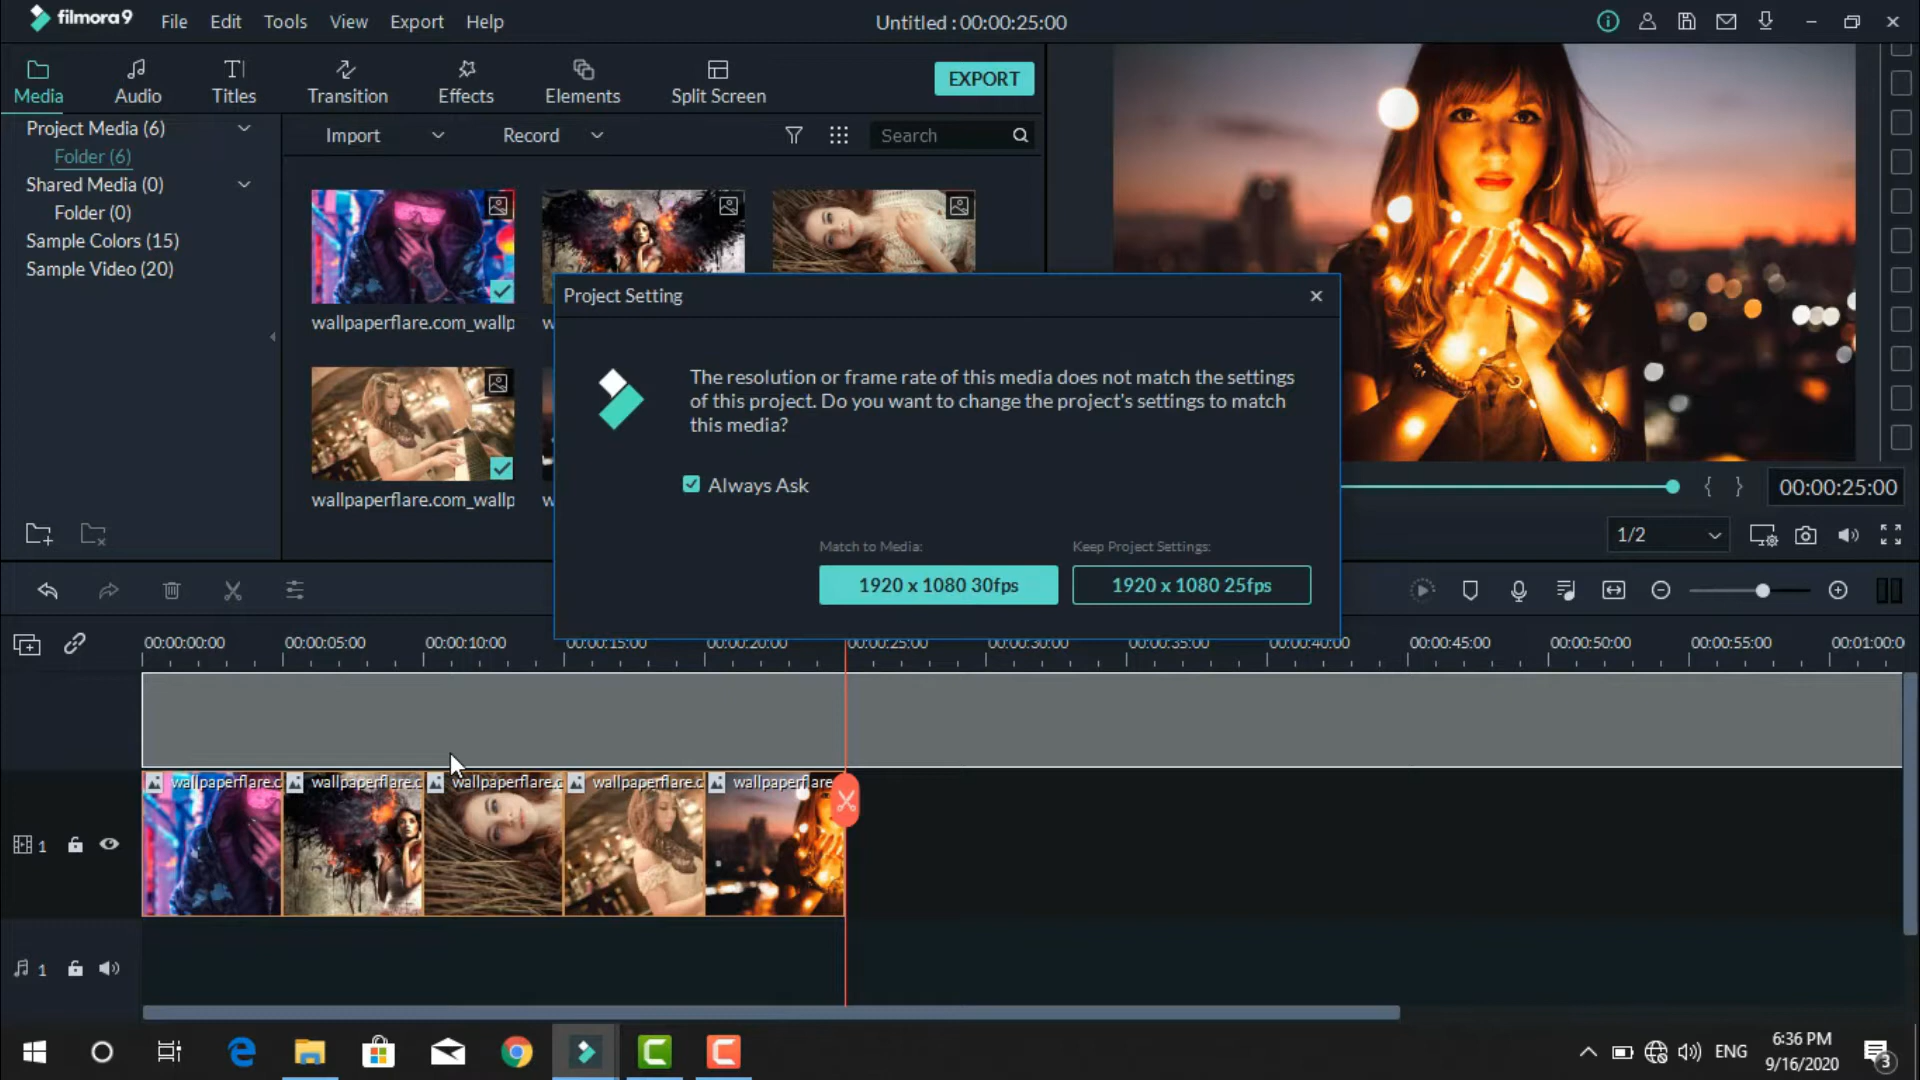 filmora9 File Edit Tools View Export Help Untitled : 00:00:25:00
Media Audio Titles Transition Effects Elements Split Screen EXPORT
Project Media (6)
Folder (6)
Shared Media (0)
Folder (0)
Sample Colors (15)
Sample Video (20)
Import Record Search
wallpaperflare.com_wallp
wallpaperflare.com_wallp
Project Setting
The resolution or frame rate of this media does not match the settings
of this project. Do you want to change the project's settings to match
this media?
Always Ask
Match to Media: Keep Project Settings:
1920 x 1080 30fps 1920 x 1080 25fps
00:00:25:00
1/2
00:00:00:00 00:00:05:00 00:00:10:00 00:00:15:00 00:00:20:00 00:00:25:00 00:00:30:00 00:00:35:00 00:00:40:00 00:00:45:00 00:00:50:00 00:00:55:00 00:01:00:0
wallpaperflare.c wallpaperflare.c wallpaperflare.c wallpaperflare.c wallpaperflare
1
1
ENG
6:36 PM
9/16/2020
3